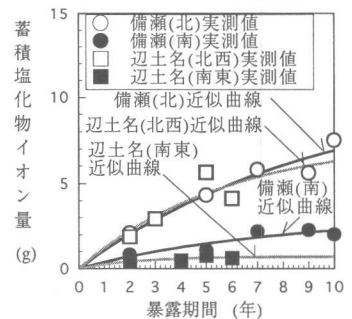 15
10
5
0
蓄積塩化物イオン量
(g)
備瀬(北)実測値
備瀬(南)実測値
辺土名(北西)実測値
辺土名(南東)実測値
備瀬(北)近似曲線
辺土名(北西)近似曲線
辺土名(南東)
近似曲線
備瀬(南)
近似曲線
0 1 2 3 4 5 6 7 8 9 10
暴露期間 (年)